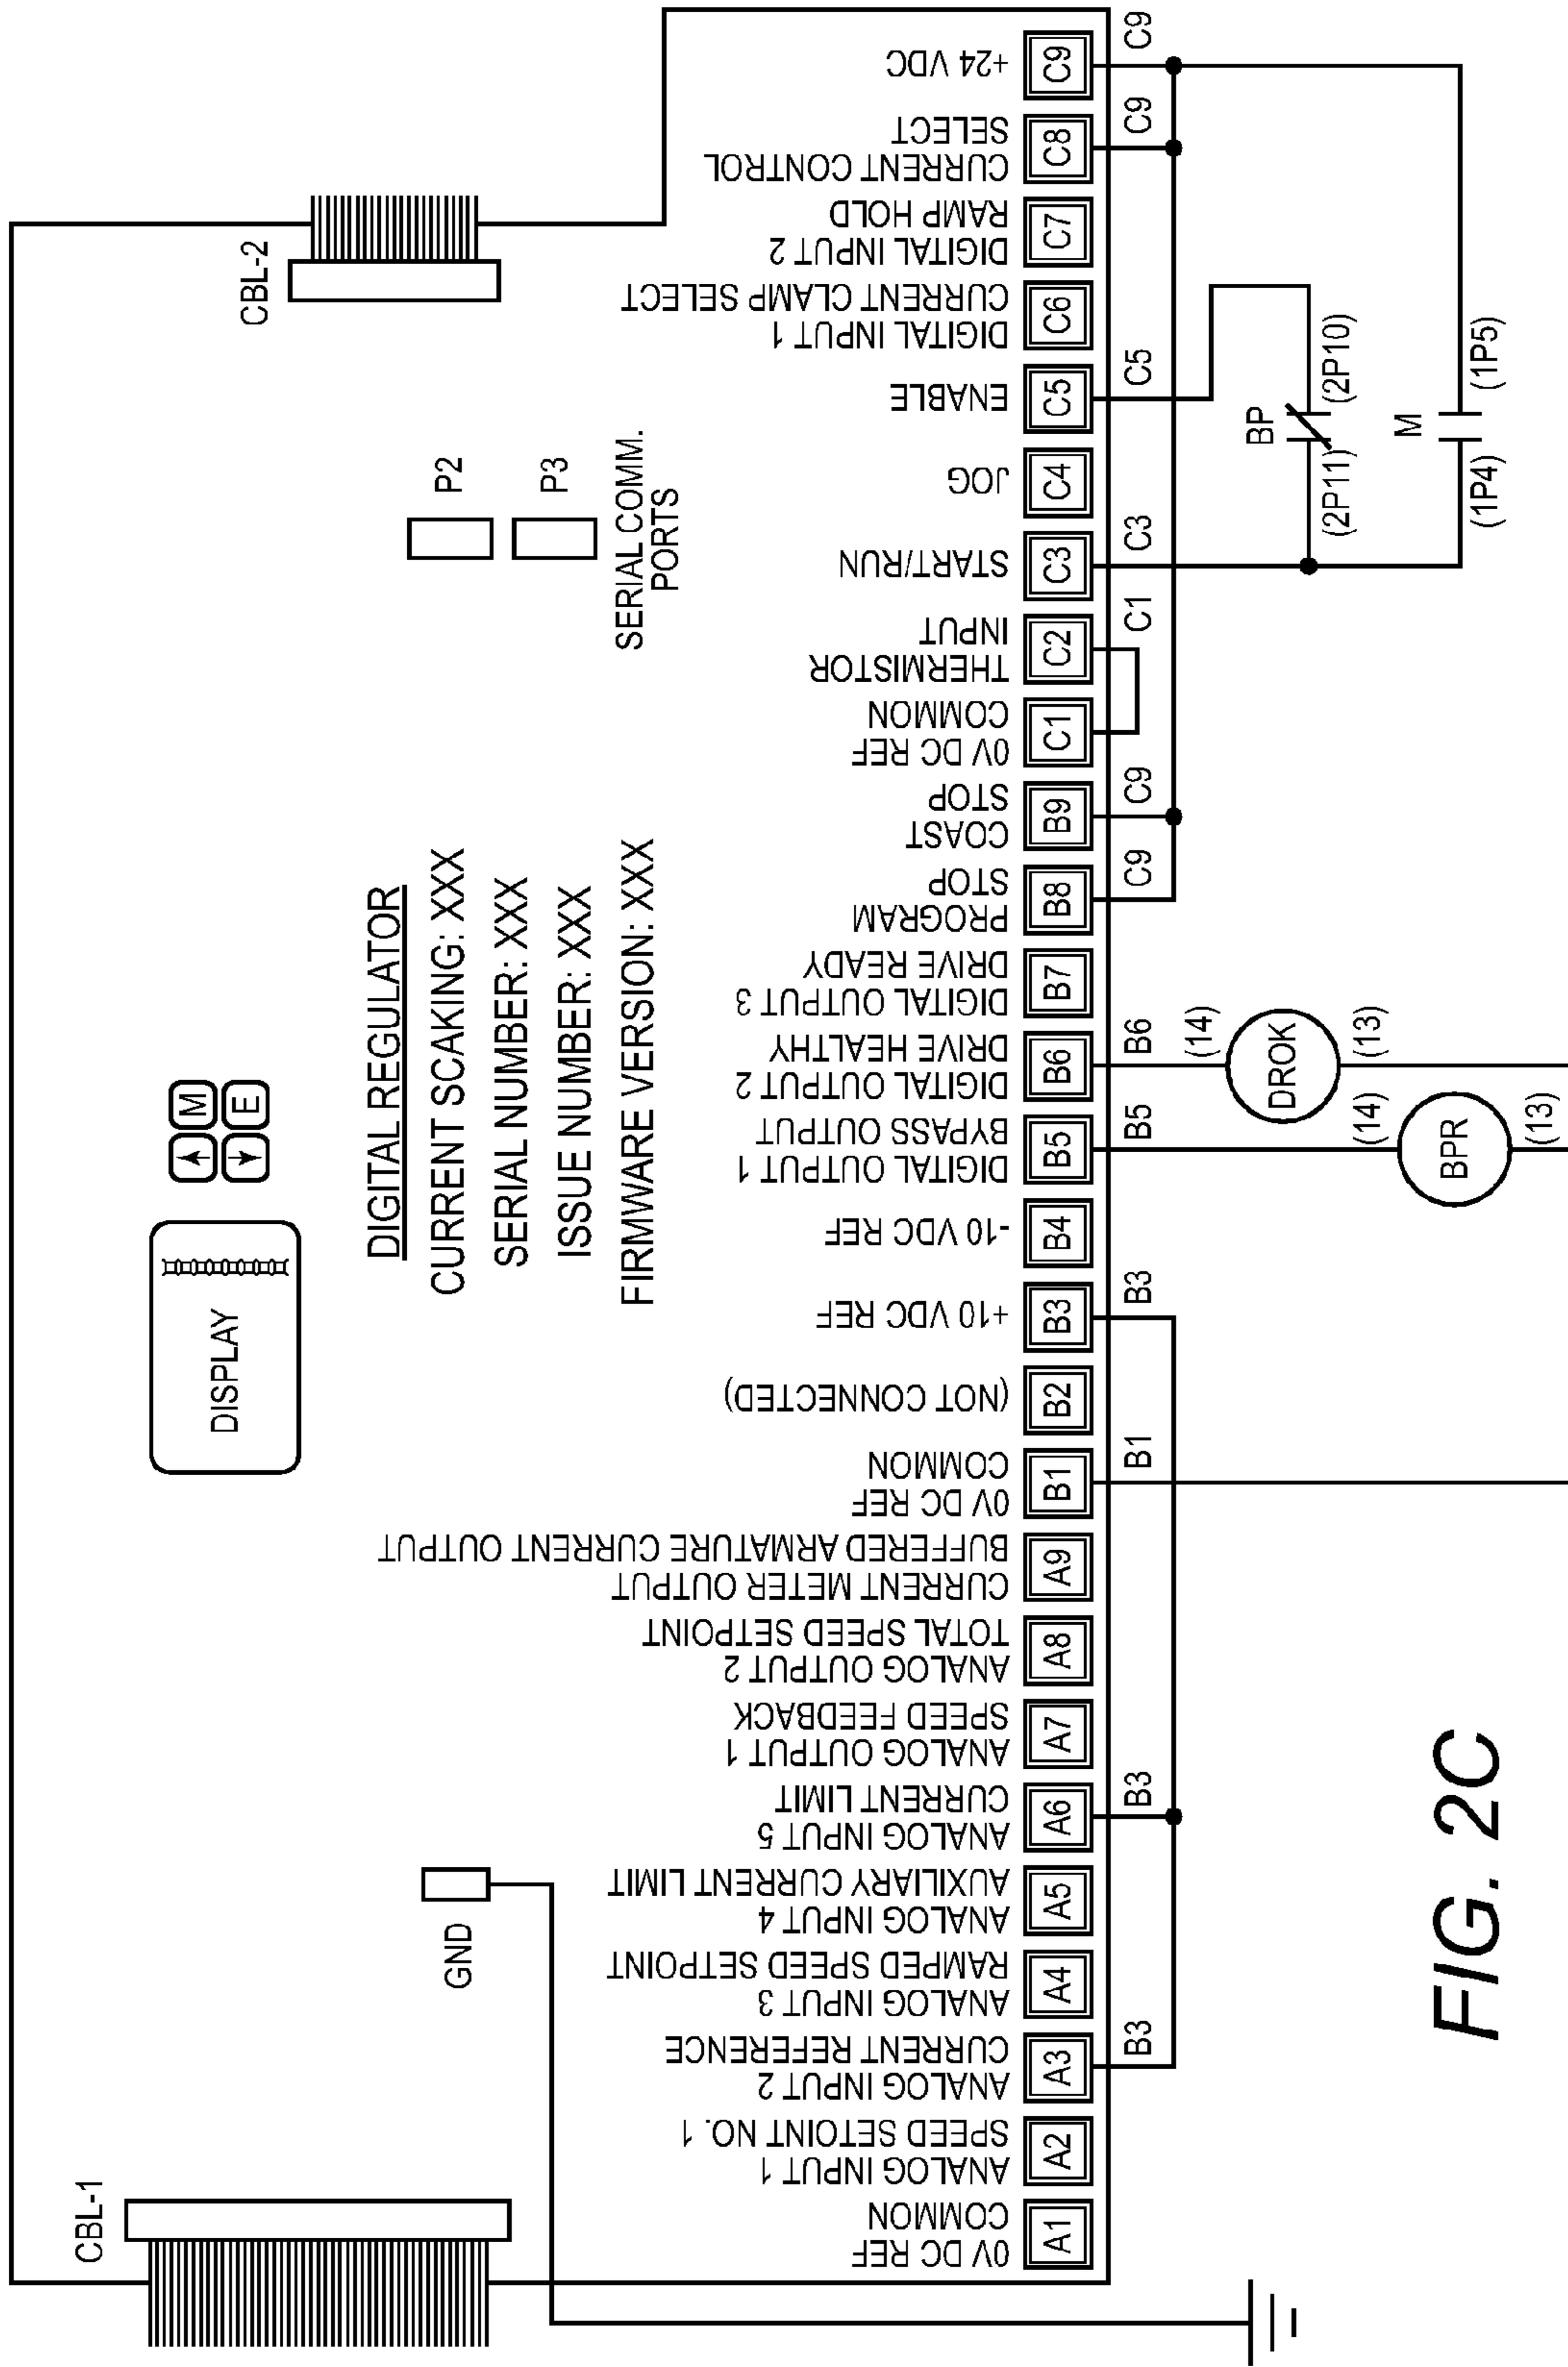 CBL-1
CBL-2
DISPLAY
M
E
DIGITAL REGULATOR
CURRENT SCAKING: XXX
SERIAL NUMBER: XXX
ISSUE NUMBER: XXX
FIRMWARE VERSION: XXX
GND
P2
P3
SERIAL COMM.
PORTS
0V DC REF
COMMON
ANALOG INPUT 1
SPEED SETOINT NO. 1
ANALOG INPUT 2
CURRENT REFERENCE
ANALOG INPUT 3
RAMPED SPEED SETPOINT
ANALOG INPUT 4
AUXILIARY CURRENT LIMIT
ANALOG INPUT 5
CURRENT LIMIT
ANALOG OUTPUT 1
SPEED FEEDBACK
ANALOG OUTPUT 2
TOTAL SPEED SETPOINT
CURRENT METER OUTPUT
BUFFERED ARMATURE CURRENT OUTPUT
0V DC REF
COMMON
(NOT CONNECTED)
+10 VDC REF
-10 VDC REF
DIGITAL OUTPUT 1
BYPASS OUTPUT
DIGITAL OUTPUT 2
DRIVE HEALTHY
DIGITAL OUTPUT 3
DRIVE READY
PROGRAM
STOP
COAST
STOP
0V DC REF
COMMON
THERMISTOR
INPUT
START/RUN
JOG
ENABLE
DIGITAL INPUT 1
CURRENT CLAMP SELECT
DIGITAL INPUT 2
RAMP HOLD
CURRENT CONTROL
SELECT
+24 VDC
A1 A2 A3 A4 A5 A6 A7 A8 A9 B1 B2 B3 B4 B5 B6 B7 B8 B9 C1 C2 C3 C4 C5 C6 C7 C8 C9
B3 B3 B1 B3 B5 B6 C9 C9 C1 C3 C5 C9 C9
(14)
DROK
(13)
(14)
BPR
(13)
BP
(2P11) (2P10)
M
(1P4) (1P5)
FIG. 2C